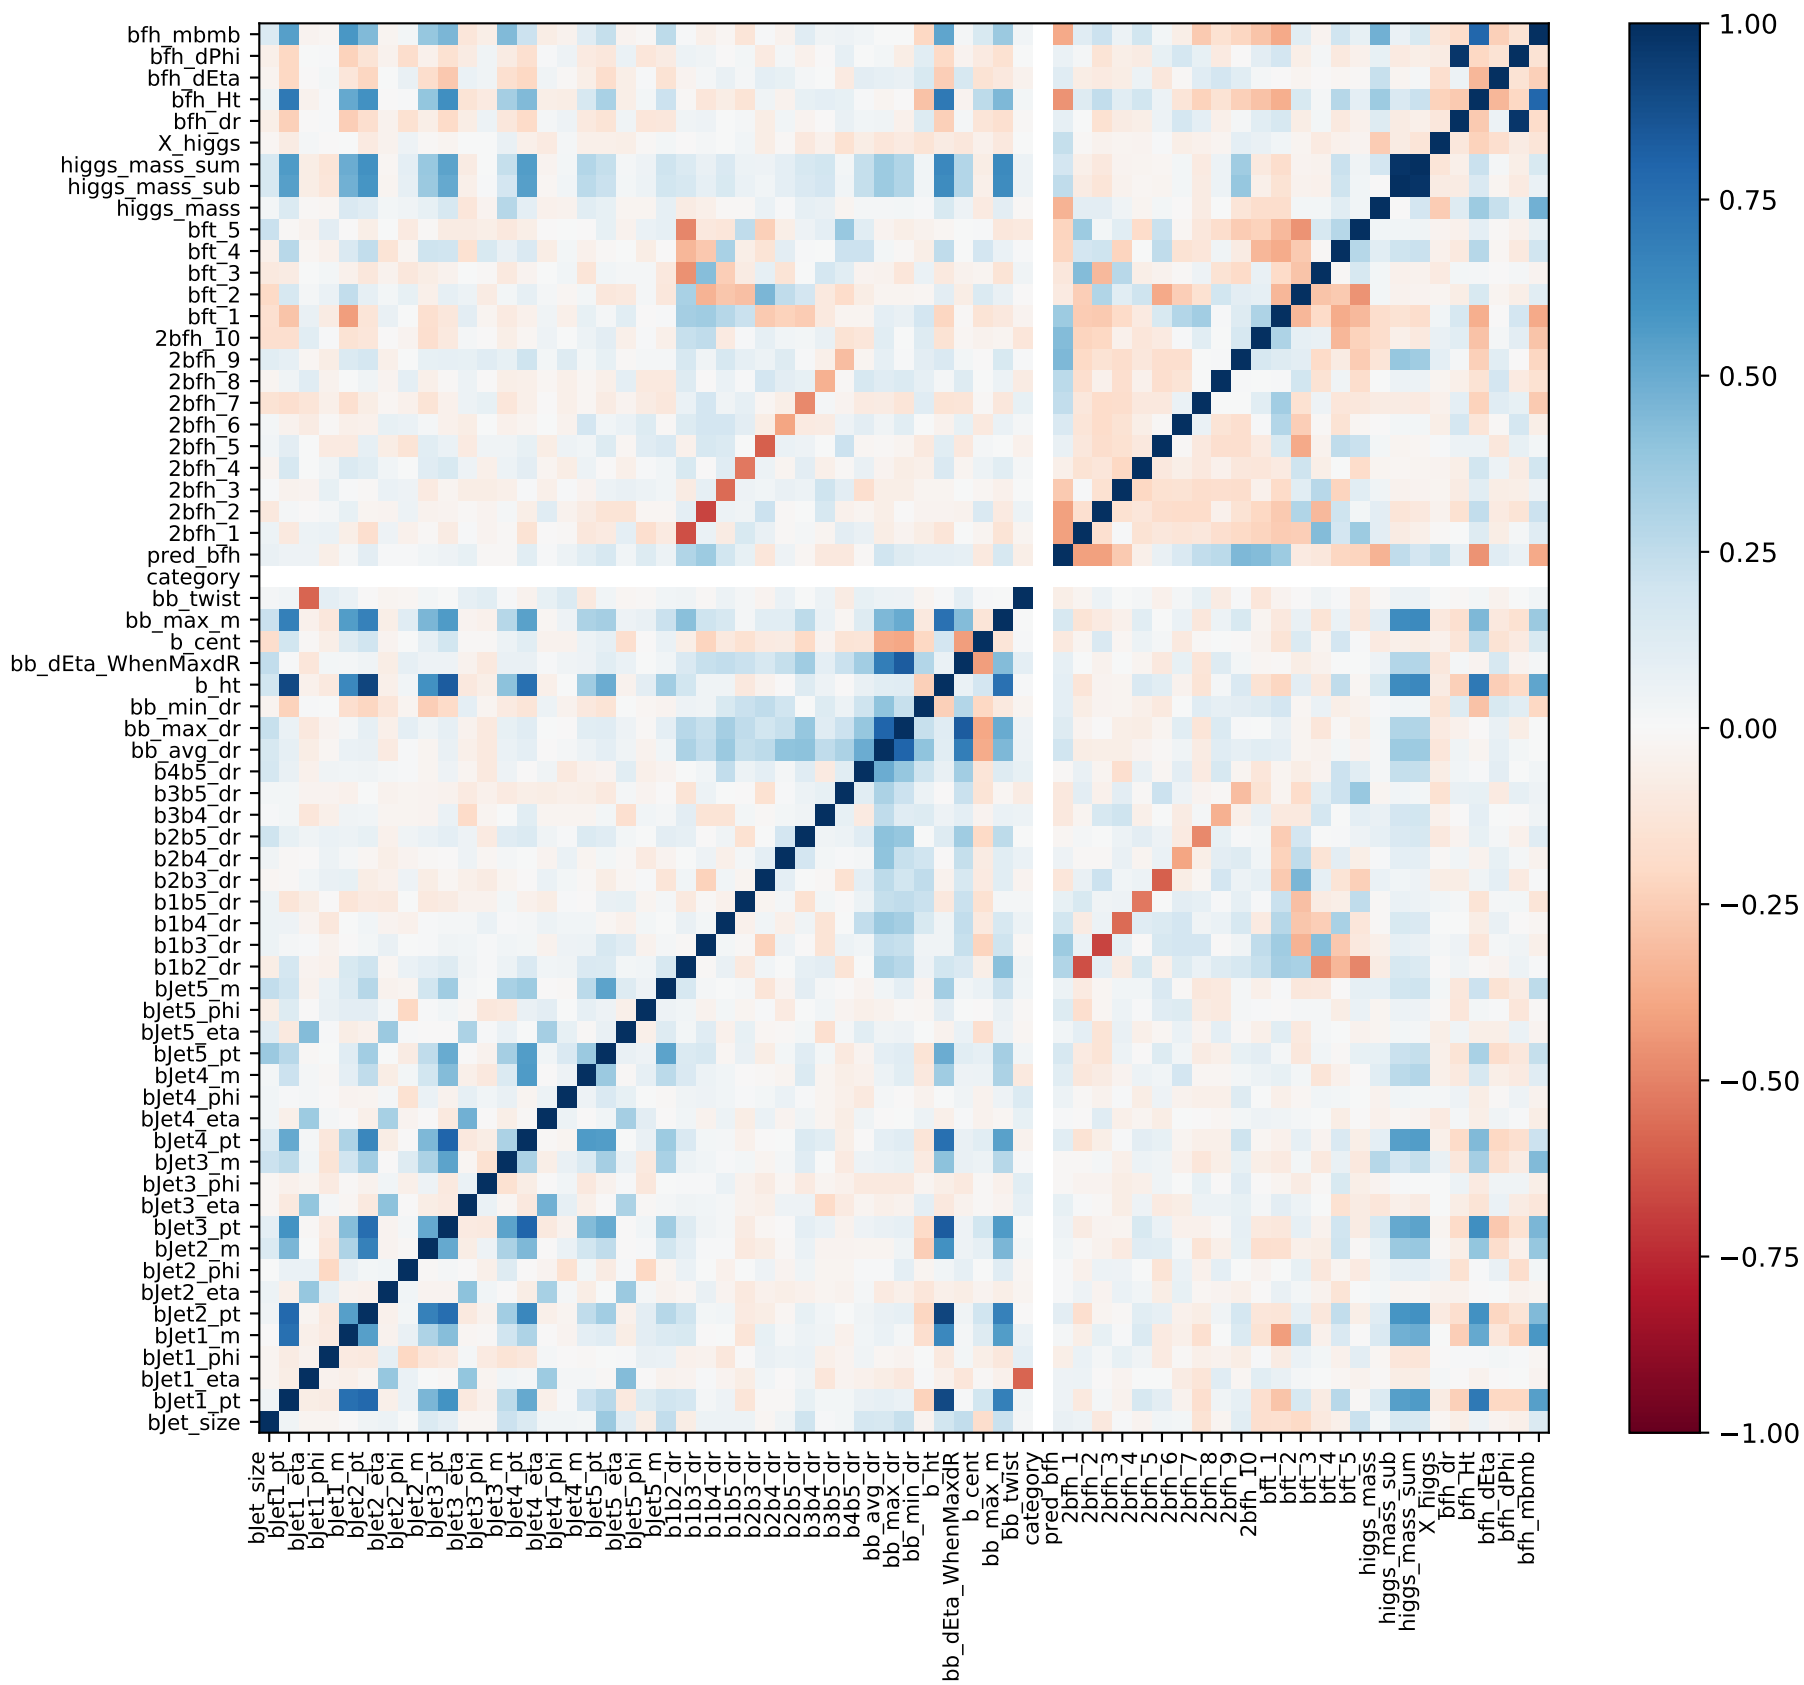 bfh_mbmb
bfh_dPhi
bfh_dEta
bfh_Ht
bfh_dr
X_higgs
higgs_mass_sum
higgs_mass_sub
higgs_mass
bft_5
bft_4
bft_3
bft_2
bft_1
2bfh_10
2bfh_9
2bfh_8
2bfh_7
2bfh_6
2bfh_5
2bfh_4
2bfh_3
2bfh_2
2bfh_1
pred_bfh
category
bb_twist
bb_max_m
b_cent
bb_dEta_WhenMaxdR
b_ht
bb_min_dr
bb_max_dr
bb_avg_dr
b4b5_dr
b3b5_dr
b3b4_dr
b2b5_dr
b2b4_dr
b2b3_dr
b1b5_dr
b1b4_dr
b1b3_dr
b1b2_dr
bJet5_m
bJet5_phi
bJet5_eta
bJet5_pt
bJet4_m
bJet4_phi
bJet4_eta
bJet4_pt
bJet3_m
bJet3_phi
bJet3_eta
bJet3_pt
bJet2_m
bJet2_phi
bJet2_eta
bJet2_pt
bJet1_m
bJet1_phi
bJet1_eta
bJet1_pt
bJet_size
bJet_size
bJet1_pt
bJet1_eta
bJet1_phi
bJet1_m
bJet2_pt
bJet2_eta
bJet2_phi
bJet2_m
bJet3_pt
bJet3_eta
bJet3_phi
bJet3_m
bJet4_pt
bJet4_eta
bJet4_phi
bJet4_m
bJet5_pt
bJet5_eta
bJet5_phi
bJet5_m
b1b2_dr
b1b3_dr
b1b4_dr
b1b5_dr
b2b3_dr
b2b4_dr
b2b5_dr
b3b4_dr
b3b5_dr
b4b5_dr
bb_avg_dr
bb_max_dr
bb_min_dr
b_ht
bb_dEta_WhenMaxdR
b_cent
bb_max_m
bb_twist
category
pred_bfh
2bfh_1
2bfh_2
2bfh_3
2bfh_4
2bfh_5
2bfh_6
2bfh_7
2bfh_8
2bfh_9
2bfh_10
bft_1
bft_2
bft_3
bft_4
bft_5
higgs_mass
higgs_mass_sub
higgs_mass_sum
X_higgs
bfh_dr
bfh_Ht
bfh_dEta
bfh_dPhi
bfh_mbmb
1.00
0.75
0.50
0.25
0.00
−0.25
−0.50
−0.75
−1.00